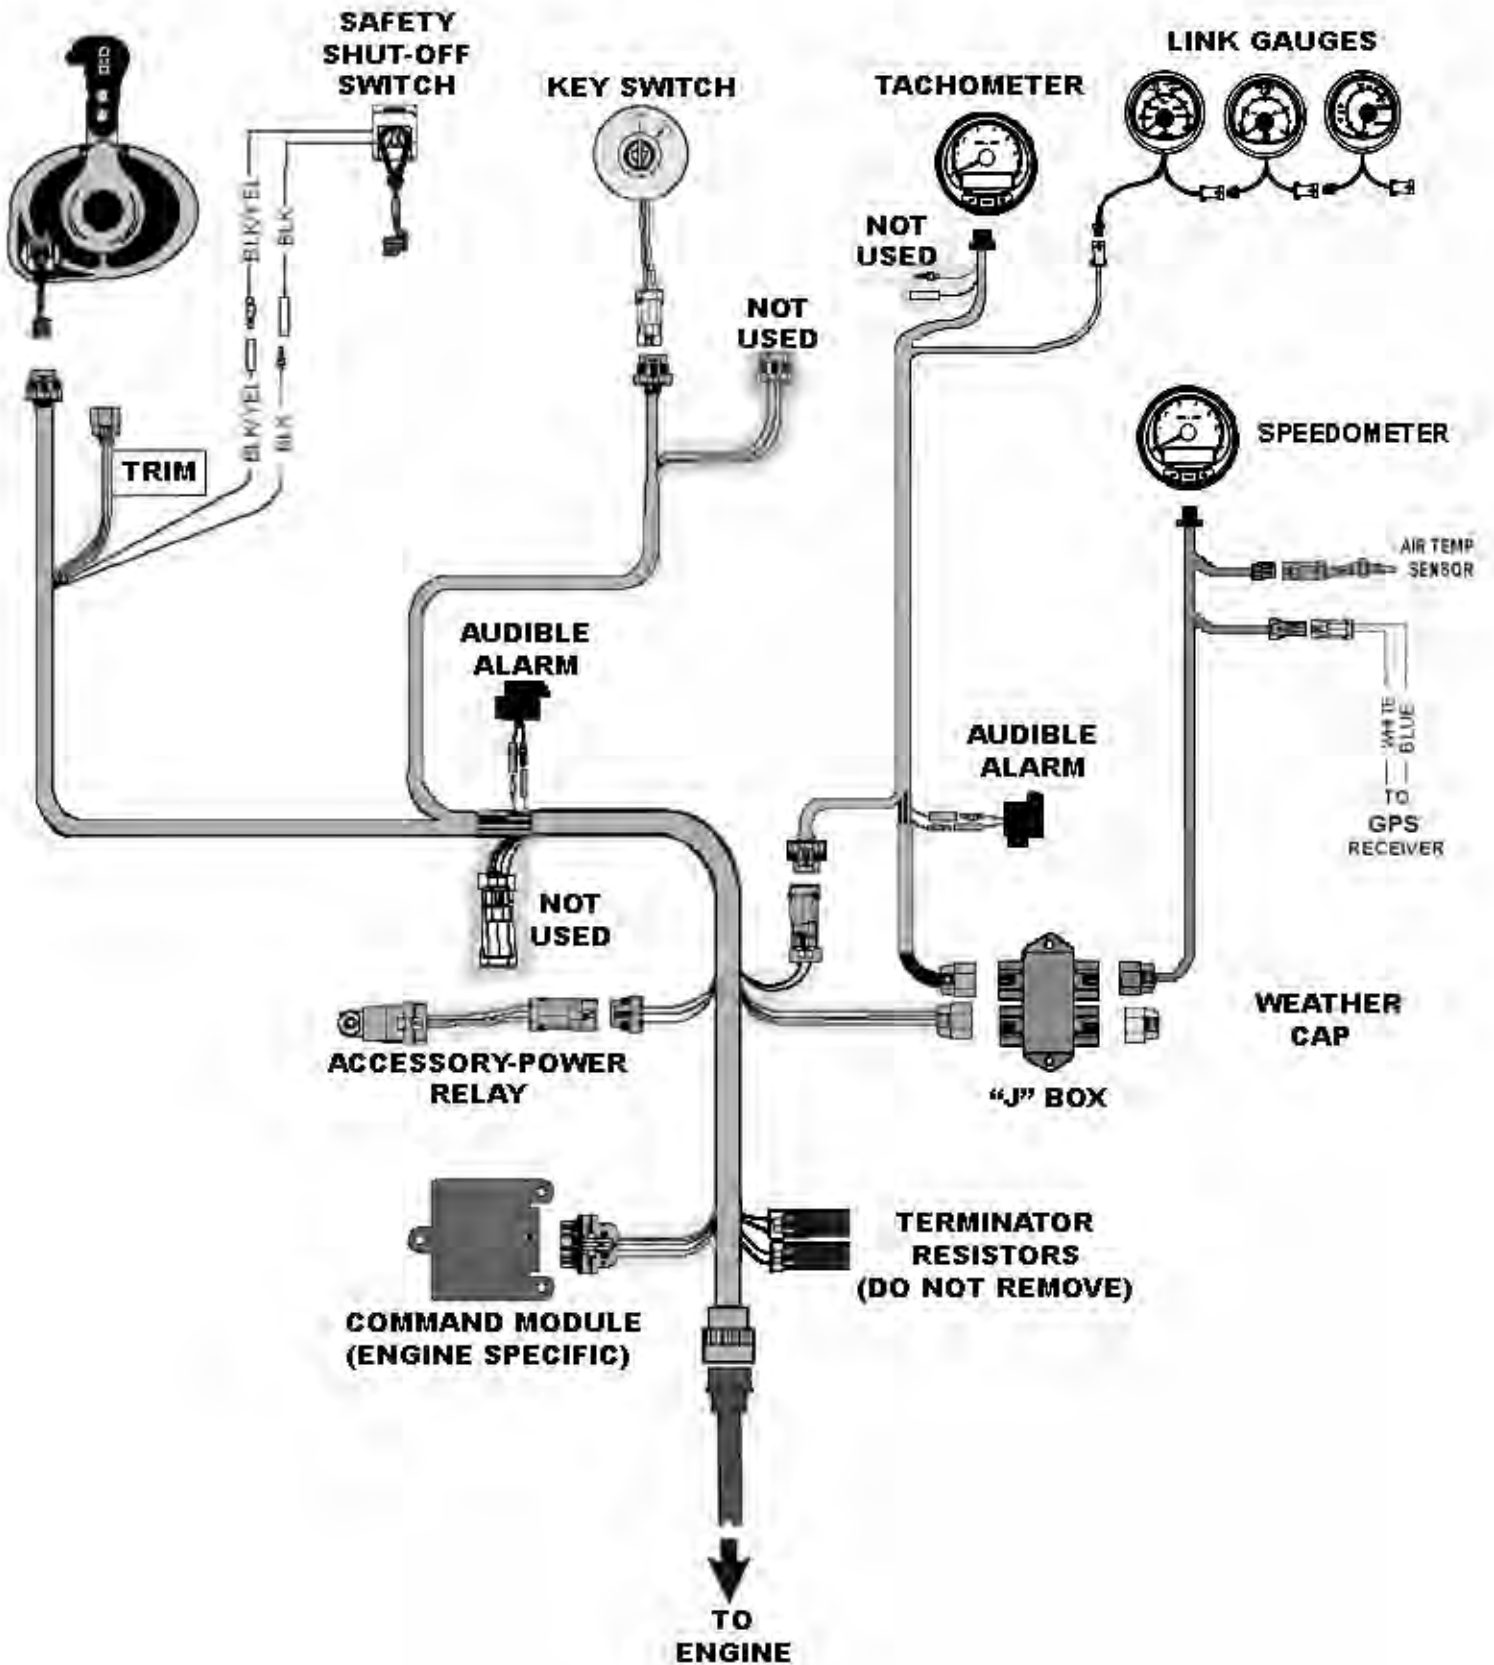 SAFETY
SHUT-OFF
SWITCH
KEY SWITCH
TACHOMETER
LINK GAUGES
BLK/YEL
BLK
NOT
USED
NOT
USED
BLK/YEL
BLK
TRIM
SPEEDOMETER
AIR TEMP
SENSOR
AUDIBLE
ALARM
WHITE
BLUE
AUDIBLE
ALARM
TO
GPS
RECEIVER
NOT
USED
WEATHER
CAP
ACCESSORY-POWER
RELAY
“J” BOX
TERMINATOR
RESISTORS
(DO NOT REMOVE)
COMMAND MODULE
(ENGINE SPECIFIC)
TO
ENGINE